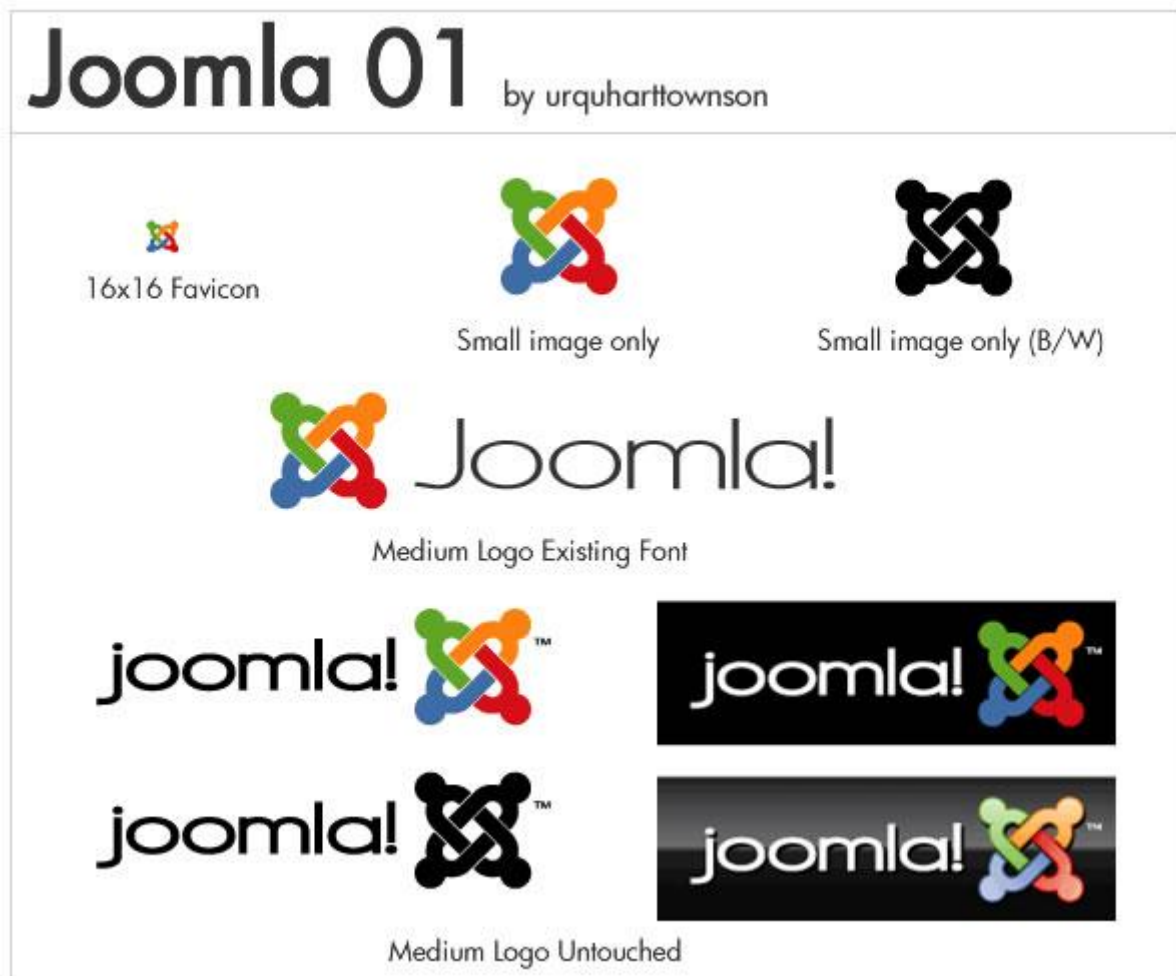 Joomla 01 by urquharttownson
16x16 Favicon
Small image only
Small image only (B/W)
Joomla!
Medium Logo Existing Font
joomla! ™
joomla! ™
joomla! ™
joomla! ™
Medium Logo Untouched